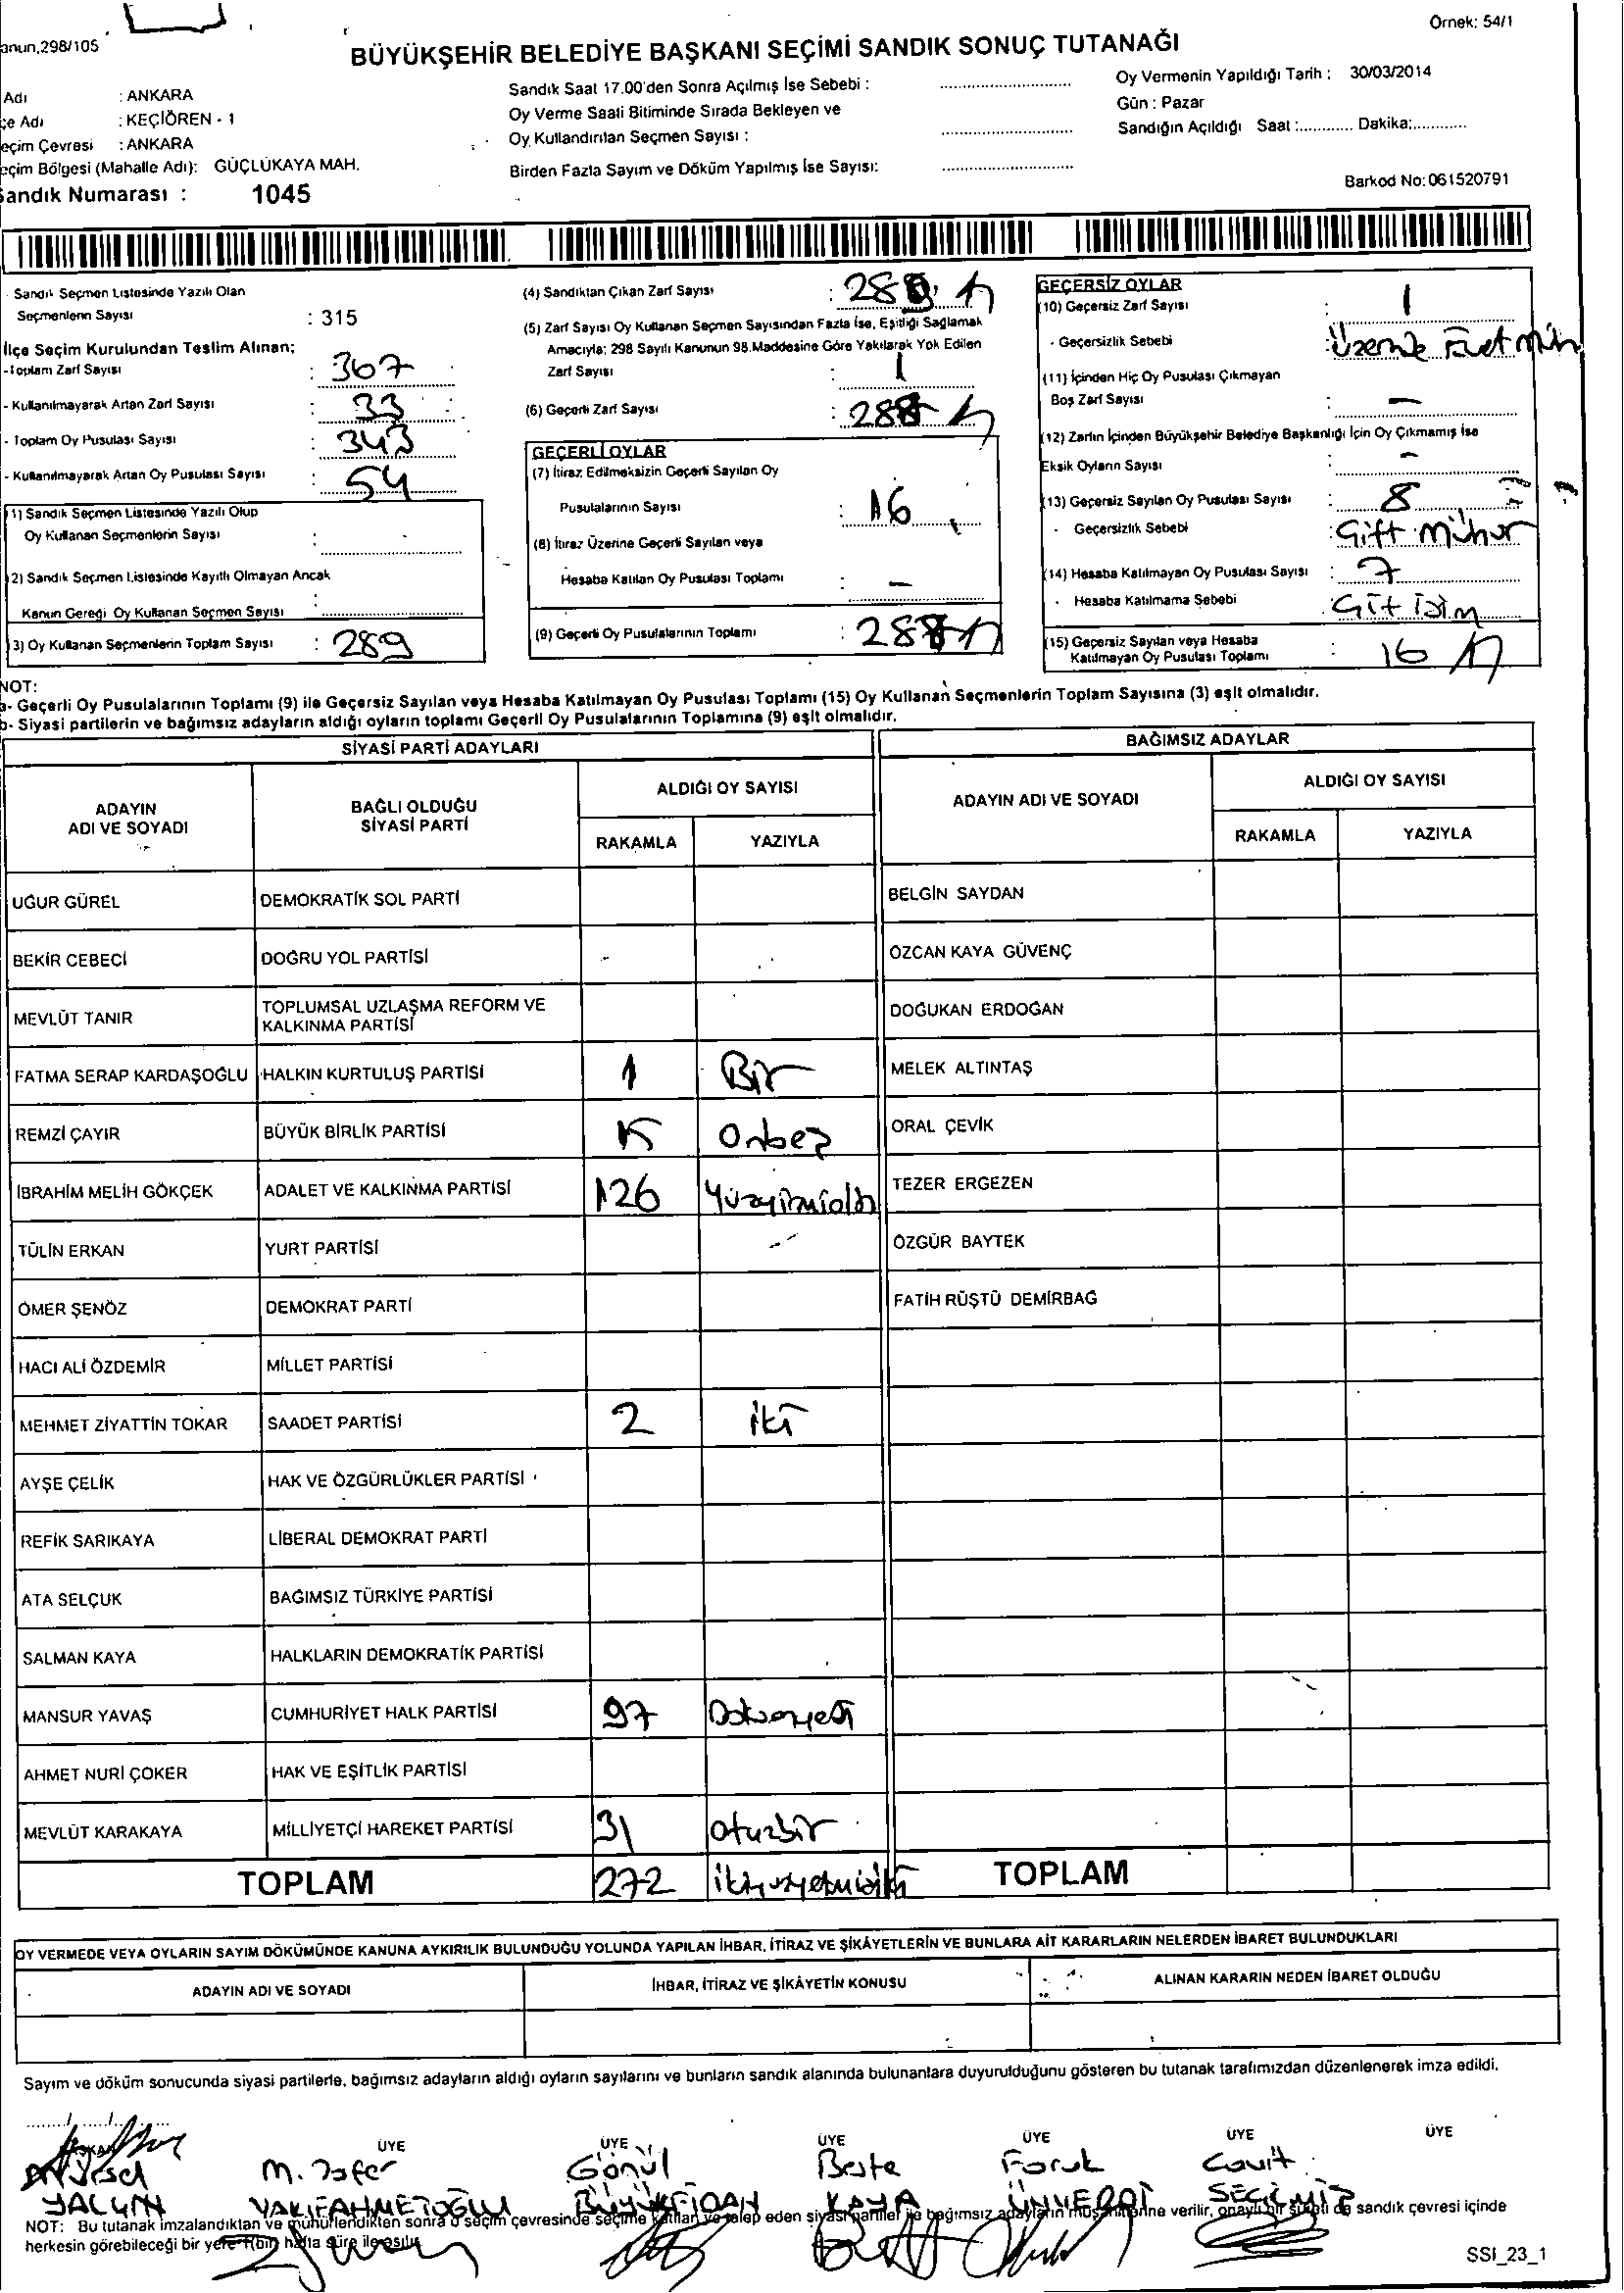 Örnek: 54/1
anun,298/105
BÜYÜKŞEHİR BELEDİYE BAŞKANI SEÇİMİ SANDIK SONUÇ TUTANAĞI
Adı : ANKARA
çe Adı : KEÇİÖREN - 1
eçim Çevresi : ANKARA
eçim Bölgesi (Mahalle Adı): GÜÇLÜKAYA MAH.
Sandık Numarası : 1045
Sandık Saat 17.00'den Sonra Açılmış İse Sebebi :
Oy Verme Saati Bitiminde Sırada Bekleyen ve
Oy Kullandırılan Seçmen Sayısı :
Birden Fazla Sayım ve Döküm Yapılmış İse Sayısı:
Oy Vermenin Yapıldığı Tarih : 30/03/2014
Gün : Pazar
Sandığın Açıldığı Saat :............ Dakika:............
Barkod No: 061520791
Sandık Seçmen Listesinde Yazılı Olan
Seçmenlerin Sayısı : 315
İlçe Seçim Kurulundan Teslim Alınan;
-Toplam Zarf Sayısı : 367
- Kullanılmayarak Artan Zarf Sayısı : 33
- Toplam Oy Pusulası Sayısı : 343
- Kullanılmayarak Artan Oy Pusulası Sayısı : 54
1) Sandık Seçmen Listesinde Yazılı Olup
Oy Kullanan Seçmenlerin Sayısı :
2) Sandık Seçmen Listesinde Kayıtlı Olmayan Ancak
Kanun Gereği Oy Kullanan Seçmen Sayısı :
3) Oy Kullanan Seçmenlerin Toplam Sayısı : 289
(4) Sandıktan Çıkan Zarf Sayısı :
(5) Zarf Sayısı Oy Kullanan Seçmen Sayısından Fazla İse, Eşitliği Sağlamak
Amacıyla; 298 Sayılı Kanunun 98.Maddesine Göre Yakılarak Yok Edilen
Zarf Sayısı : 1
(6) Geçerli Zarf Sayısı :
GEÇERLİ OYLAR
(7) İtiraz Edilmeksizin Geçerli Sayılan Oy
Pusulalarının Sayısı : 16
(8) İtiraz Üzerine Geçerli Sayılan veya
Hesaba Katılan Oy Pusulası Toplamı : –
(9) Geçerli Oy Pusulalarının Toplamı :
GEÇERSİZ OYLAR
(10) Geçersiz Zarf Sayısı : 1
- Geçersizlik Sebebi : Üzerinde
(11) İçinden Hiç Oy Pusulası Çıkmayan
Boş Zarf Sayısı : –
(12) Zarfın İçinden Büyükşehir Belediye Başkanlığı İçin Oy Çıkmamış İse
Eksik Oyların Sayısı : –
(13) Geçersiz Sayılan Oy Pusulası Sayısı : 8
- Geçersizlik Sebebi : Çift Mühür
(14) Hesaba Katılmayan Oy Pusulası Sayısı : 7
- Hesaba Katılmama Sebebi
(15) Geçersiz Sayılan veya Hesaba
Katılmayan Oy Pusulası Toplamı : 16
NOT:
a- Geçerli Oy Pusulalarının Toplamı (9) ile Geçersiz Sayılan veya Hesaba Katılmayan Oy Pusulası Toplamı (15) Oy Kullanan Seçmenlerin Toplam Sayısına (3) eşit olmalıdır.
b- Siyasi partilerin ve bağımsız adayların aldığı oyların toplamı Geçerli Oy Pusulalarının Toplamına (9) eşit olmalıdır.
SİYASİ PARTİ ADAYLARI
ADAYIN ADI VE SOYADI
BAĞLI OLDUĞU SİYASİ PARTİ
ALDIĞI OY SAYISI
RAKAMLA YAZIYLA
BAĞIMSIZ ADAYLAR
ADAYIN ADI VE SOYADI
ALDIĞI OY SAYISI
RAKAMLA YAZIYLA
UĞUR GÜREL DEMOKRATİK SOL PARTİ BELGİN SAYDAN
BEKİR CEBECİ DOĞRU YOL PARTİSİ ÖZCAN KAYA GÜVENÇ
MEVLÜT TANIR TOPLUMSAL UZLAŞMA REFORM VE KALKINMA PARTİSİ DOĞUKAN ERDOĞAN
FATMA SERAP KARDAŞOĞLU HALKIN KURTULUŞ PARTİSİ 1 Bir MELEK ALTINTAŞ
REMZİ ÇAYIR BÜYÜK BİRLİK PARTİSİ 15 Onbeş ORAL ÇEVİK
İBRAHİM MELİH GÖKÇEK ADALET VE KALKINMA PARTİSİ 126 Yüzyirmialtı TEZER ERGEZEN
TÜLİN ERKAN YURT PARTİSİ ÖZGÜR BAYTEK
ÖMER ŞENÖZ DEMOKRAT PARTİ FATİH RÜŞTÜ DEMİRBAĞ
HACI ALİ ÖZDEMİR MİLLET PARTİSİ
MEHMET ZİYATTİN TOKAR SAADET PARTİSİ 2 iki
AYŞE ÇELİK HAK VE ÖZGÜRLÜKLER PARTİSİ
REFİK SARIKAYA LİBERAL DEMOKRAT PARTİ
ATA SELÇUK BAĞIMSIZ TÜRKİYE PARTİSİ
SALMAN KAYA HALKLARIN DEMOKRATİK PARTİSİ
MANSUR YAVAŞ CUMHURİYET HALK PARTİSİ 97 Doksanyedi
AHMET NURİ ÇOKER HAK VE EŞİTLİK PARTİSİ
MEVLÜT KARAKAYA MİLLİYETÇİ HAREKET PARTİSİ 31 otuzbir
TOPLAM 272 ikiyüzyetmişiki TOPLAM
OY VERMEDE VEYA OYLARIN SAYIM DÖKÜMÜNDE KANUNA AYKIRILIK BULUNDUĞU YOLUNDA YAPILAN İHBAR, İTİRAZ VE ŞİKÂYETLERİN VE BUNLARA AİT KARARLARIN NELERDEN İBARET BULUNDUKLARI
ADAYIN ADI VE SOYADI İHBAR, İTİRAZ VE ŞİKÂYETİN KONUSU ALINAN KARARIN NEDEN İBARET OLDUĞU
Sayım ve döküm sonucunda siyasi partilerle, bağımsız adayların aldığı oyların sayılarını ve bunların sandık alanında bulunanlara duyurulduğunu gösteren bu tutanak tarafımızdan düzenlenerek imza edildi.
......../......../............
BAŞKAN ÜYE ÜYE ÜYE ÜYE ÜYE ÜYE
Nursel M. Zafer Gönül Beste Faruk Cavit
YALÇIN VAKIFAHMETOĞLU BÜYÜKFİDAN KAYA ÜNVERDİ SEÇİLMİŞ
NOT: Bu tutanak imzalandıktan ve mühürlendikten sonra o seçim çevresinde seçime katılan ve talep eden siyasi partiler ile bağımsız adayların müşahitlerine verilir, onaylı bir sureti de sandık çevresi içinde
herkesin görebileceği bir yere 1(bir) hafta süre ile asılır.
SSI_23_1